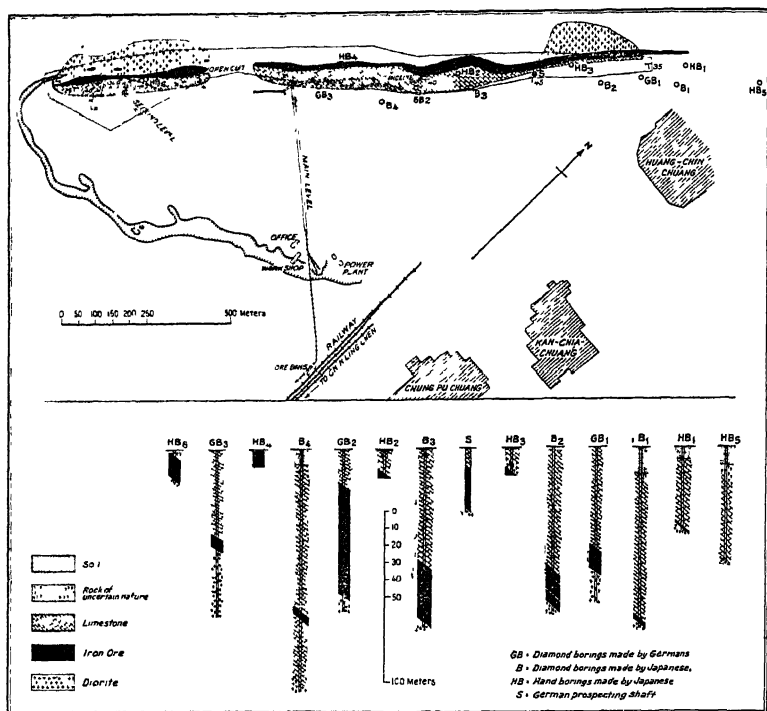 HB4
OPEN CUT
HB2
HB3
35
HB1
GB3
B4
GB2
B3
45
B2
GB1
B1
HB5
MAIN LEVEL
N
HUANG-CHIN
CHUANG
OFFICE
WORK SHOP
POWER
PLANT
0 50 100 150 250 500 Meters
RAILWAY
ORE BINS
KAN-CHIA-
CHUANG
CHUNG PU CHUANG
HB6 GB3 HB4 B4 GB2 HB2 B3 S HB3 B2 GB1 B1 HB1 HB5
0
10
20
30
40
50
100 Meters
Soil
Rock of
uncertain nature
Limestone
Iron Ore
Diorite
GB = Diamond borings made by Germans
B = Diamond borings made by Japanese.
HB = Hand borings made by Japanese
S = German prospecting shaft